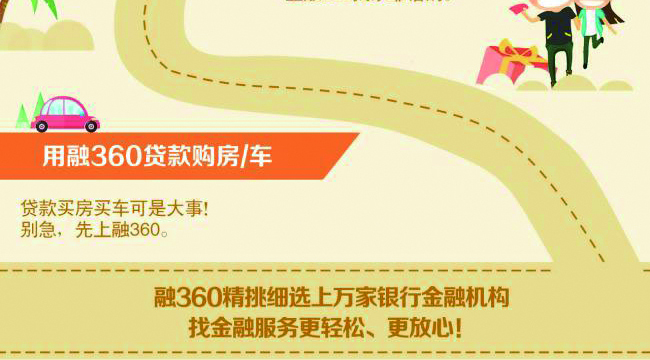 用融360贷款购房/车
贷款买房买车可是大事!
别急，先上融360。
融360精挑细选上万家银行金融机构
找金融服务更轻松、更放心!